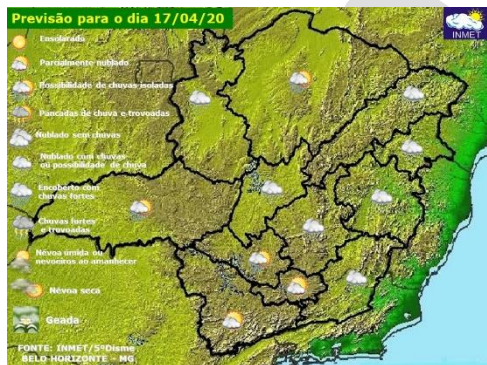 Previsão para o dia 17/04/20
INMET
Ensolarado
Parcialmente nublado
Possibilidade de chuvas isoladas
Pancadas de chuva e trovoadas
Nublado sem chuvas
Nublado com chuvas
ou possibilidade de chuva
Encoberto com
chuvas fortes
Chuvas fortes
e trovoadas
Névoa úmida ou
nevoeiros ao amanhecer
Névoa seca
Geada
FONTE: INMET/5ºDisme
BELO HORIZONTE - MG